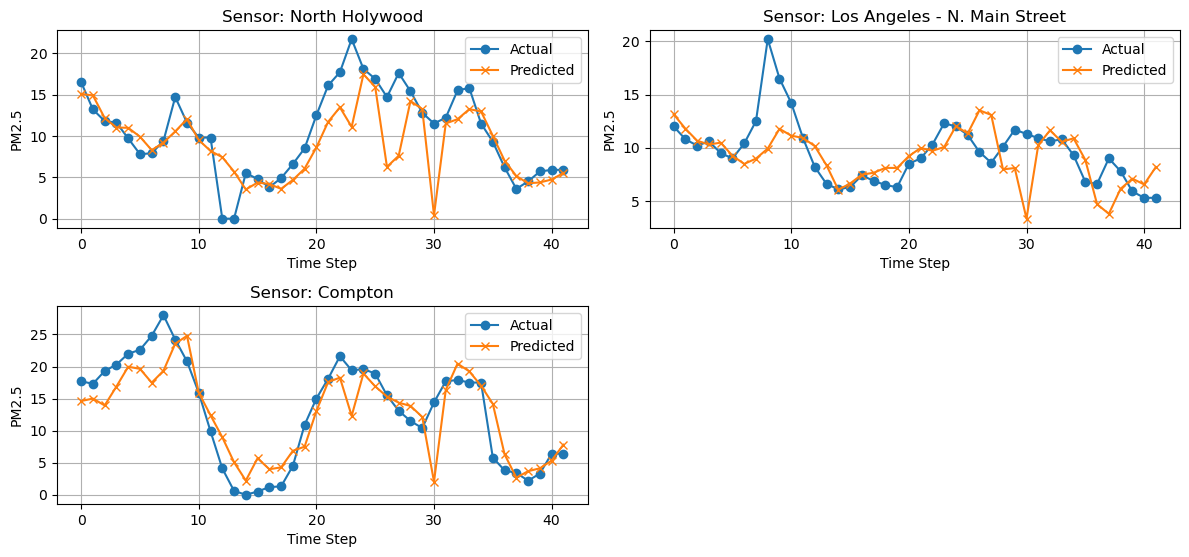 Sensor: North Holywood
PM2.5
20
15
10
5
0
Actual
Predicted
0 10 20 30 40
Time Step
Sensor: Los Angeles - N. Main Street
PM2.5
20
15
10
5
Actual
Predicted
0 10 20 30 40
Time Step
Sensor: Compton
PM2.5
25
20
15
10
5
0
Actual
Predicted
0 10 20 30 40
Time Step